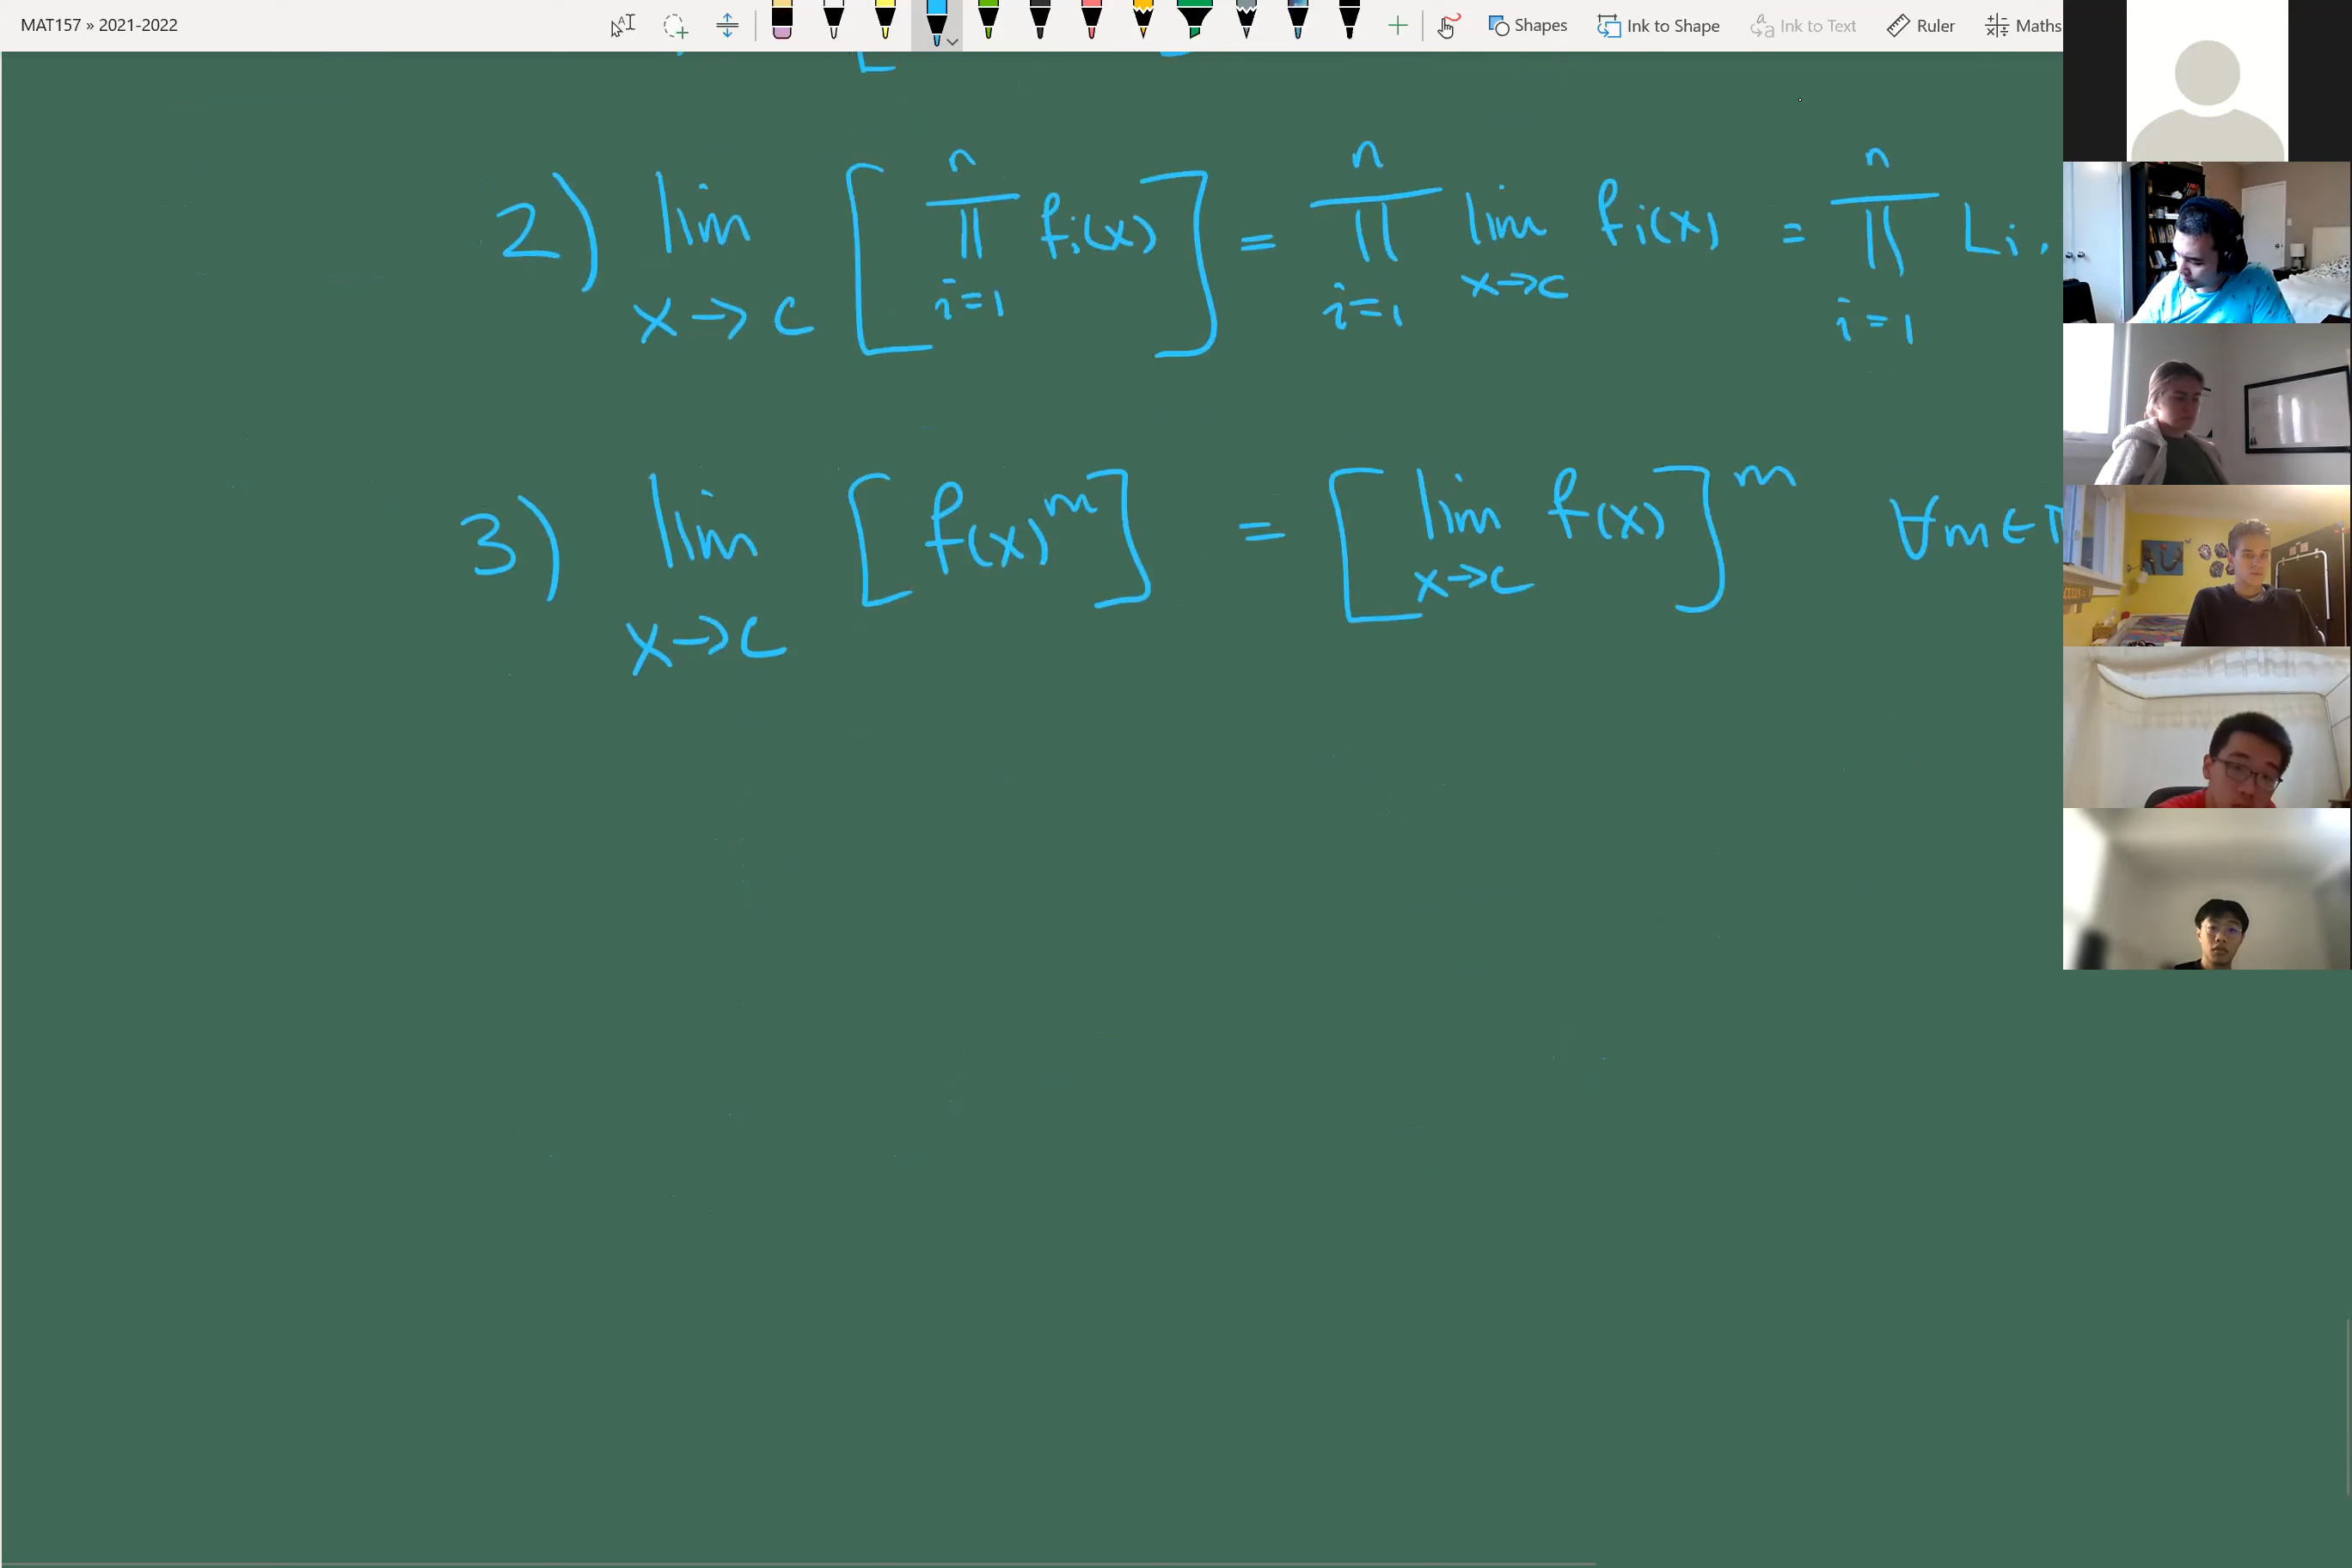 MAT157 » 2021-2022
Shapes Ink to Shape Ink to Text Ruler Maths
2) lim x→c [ n ∏ i=1 fᵢ(x) ] = n ∏ i=1 lim x→c fᵢ(x) = n ∏ i=1 Lᵢ.
3) lim x→c [ f(x)^m ] = [ lim x→c f(x) ]^m ∀m∈